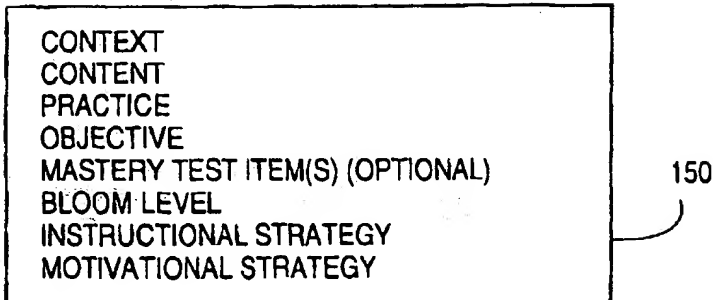 CONTEXT
CONTENT
PRACTICE
OBJECTIVE
MASTERY TEST ITEM(S) (OPTIONAL)
BLOOM LEVEL
INSTRUCTIONAL STRATEGY
MOTIVATIONAL STRATEGY
150